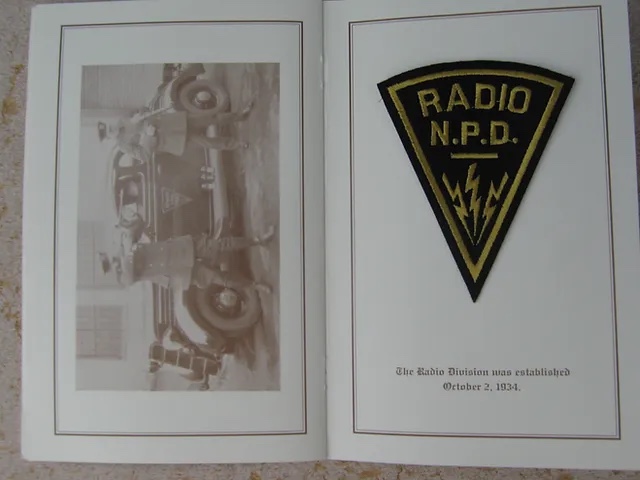 RADIO
N.P.D.
The Radio Division was established
October 2, 1934.